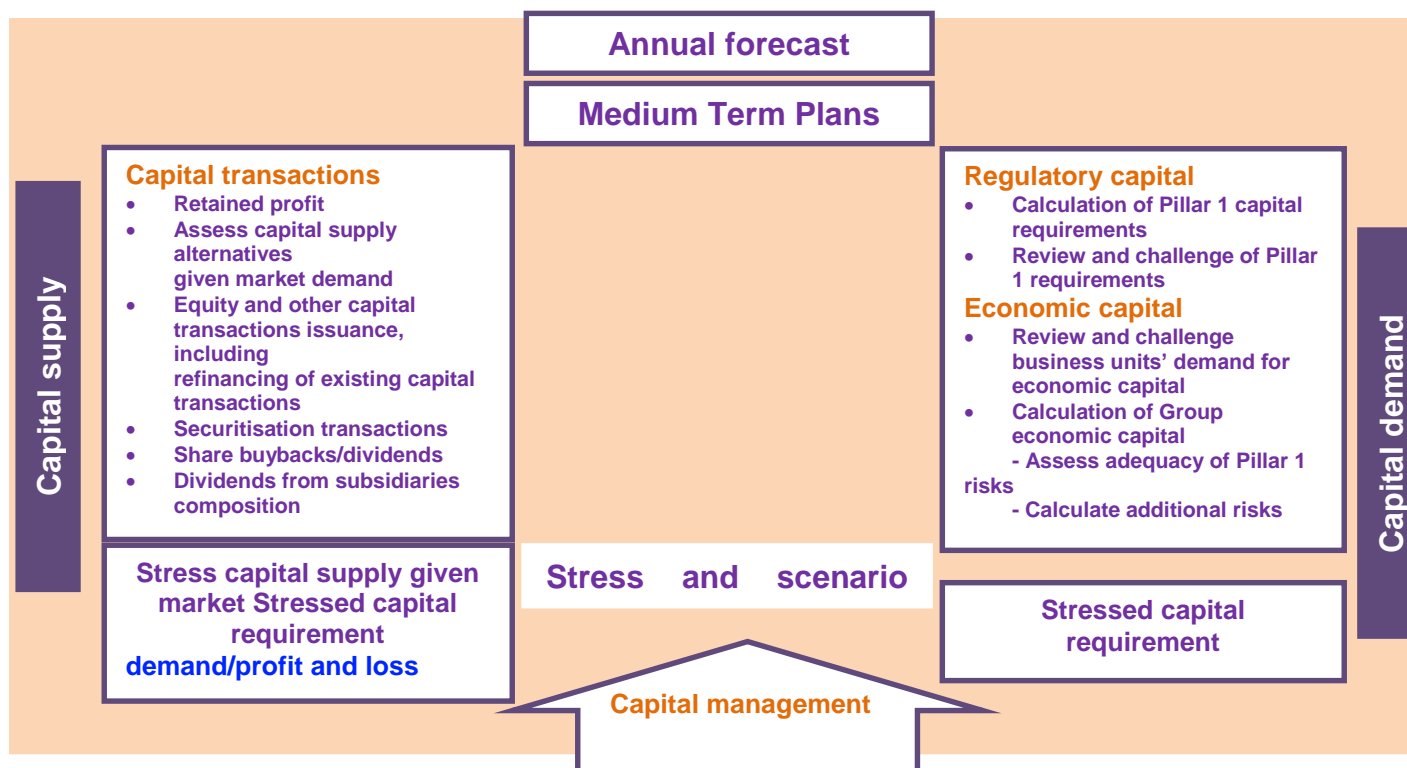 Annual forecast
Medium Term Plans
Capital supply
Capital transactions
• Retained profit
• Assess capital supply
alternatives
given market demand
• Equity and other capital
transactions issuance,
including
refinancing of existing capital
transactions
• Securitisation transactions
• Share buybacks/dividends
• Dividends from subsidiaries
composition
Stress capital supply given
market Stressed capital
requirement
demand/profit and loss
Stress and scenario
Capital management
Regulatory capital
• Calculation of Pillar 1 capital
requirements
• Review and challenge of Pillar
1 requirements
Economic capital
• Review and challenge
business units’ demand for
economic capital
• Calculation of Group
economic capital
- Assess adequacy of Pillar 1
risks
- Calculate additional risks
Stressed capital
requirement
Capital demand